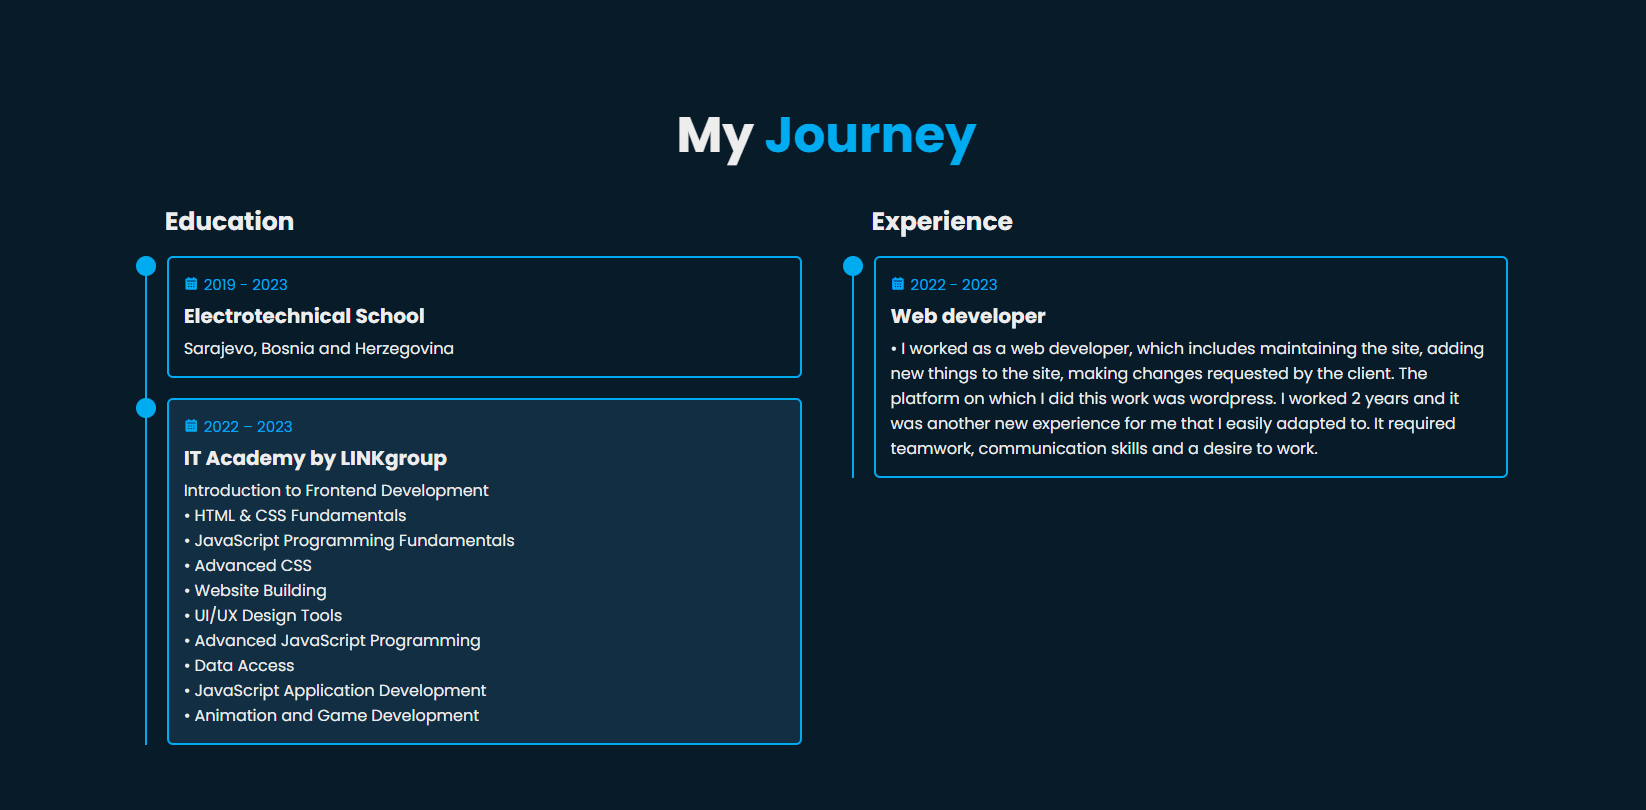 My Journey
Education
2019 - 2023
Electrotechnical School
Sarajevo, Bosnia and Herzegovina
2022 – 2023
IT Academy by LINKgroup
Introduction to Frontend Development
• HTML & CSS Fundamentals
• JavaScript Programming Fundamentals
• Advanced CSS
• Website Building
• UI/UX Design Tools
• Advanced JavaScript Programming
• Data Access
• JavaScript Application Development
• Animation and Game Development
Experience
2022 - 2023
Web developer
• I worked as a web developer, which includes maintaining the site, adding
new things to the site, making changes requested by the client. The
platform on which I did this work was wordpress. I worked 2 years and it
was another new experience for me that I easily adapted to. It required
teamwork, communication skills and a desire to work.